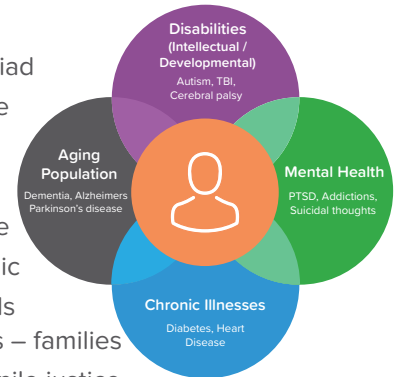 Disabilities
(Intellectual /
Developmental)
Autism, TBI,
Cerebral palsy
Aging
Population
Dementia, Alzheimers
Parkinson's disease
Mental Health
PTSD, Addictions,
Suicidal thoughts
Chronic Illnesses
Diabetes, Heart
Disease
– families